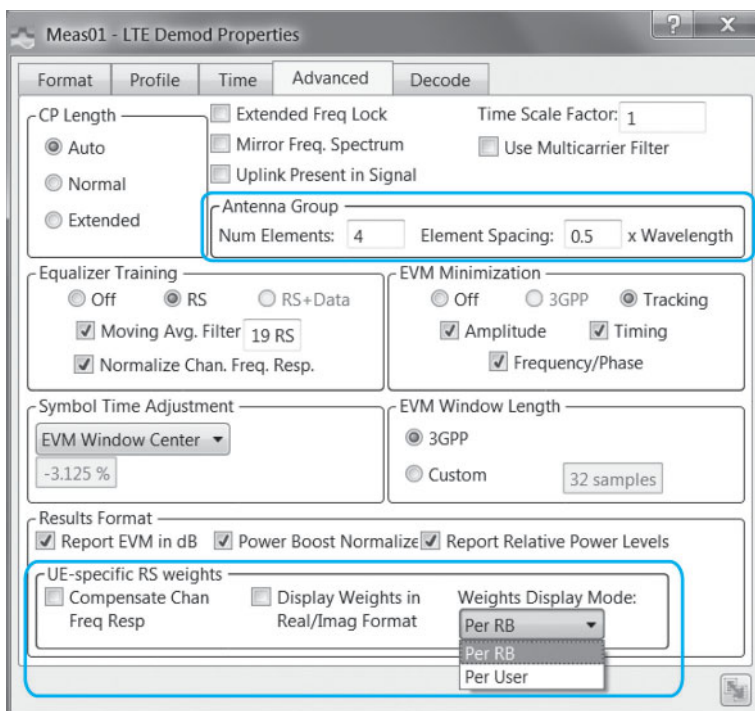 Meas01 - LTE Demod Properties
? X
Format Profile Time Advanced Decode
CP Length
Auto
Normal
Extended
Extended Freq Lock
Mirror Freq. Spectrum
Uplink Present in Signal
Time Scale Factor: 1
Use Multicarrier Filter
Antenna Group
Num Elements: 4 Element Spacing: 0.5 x Wavelength
Equalizer Training
Off RS RS+Data
Moving Avg. Filter 19 RS
Normalize Chan. Freq. Resp.
EVM Minimization
Off 3GPP Tracking
Amplitude Timing
Frequency/Phase
Symbol Time Adjustment
EVM Window Center
-3.125 %
EVM Window Length
3GPP
Custom 32 samples
Results Format
Report EVM in dB Power Boost Normalize Report Relative Power Levels
UE-specific RS weights
Compensate Chan
Freq Resp
Display Weights in
Real/Imag Format
Weights Display Mode:
Per RB
Per RB
Per User